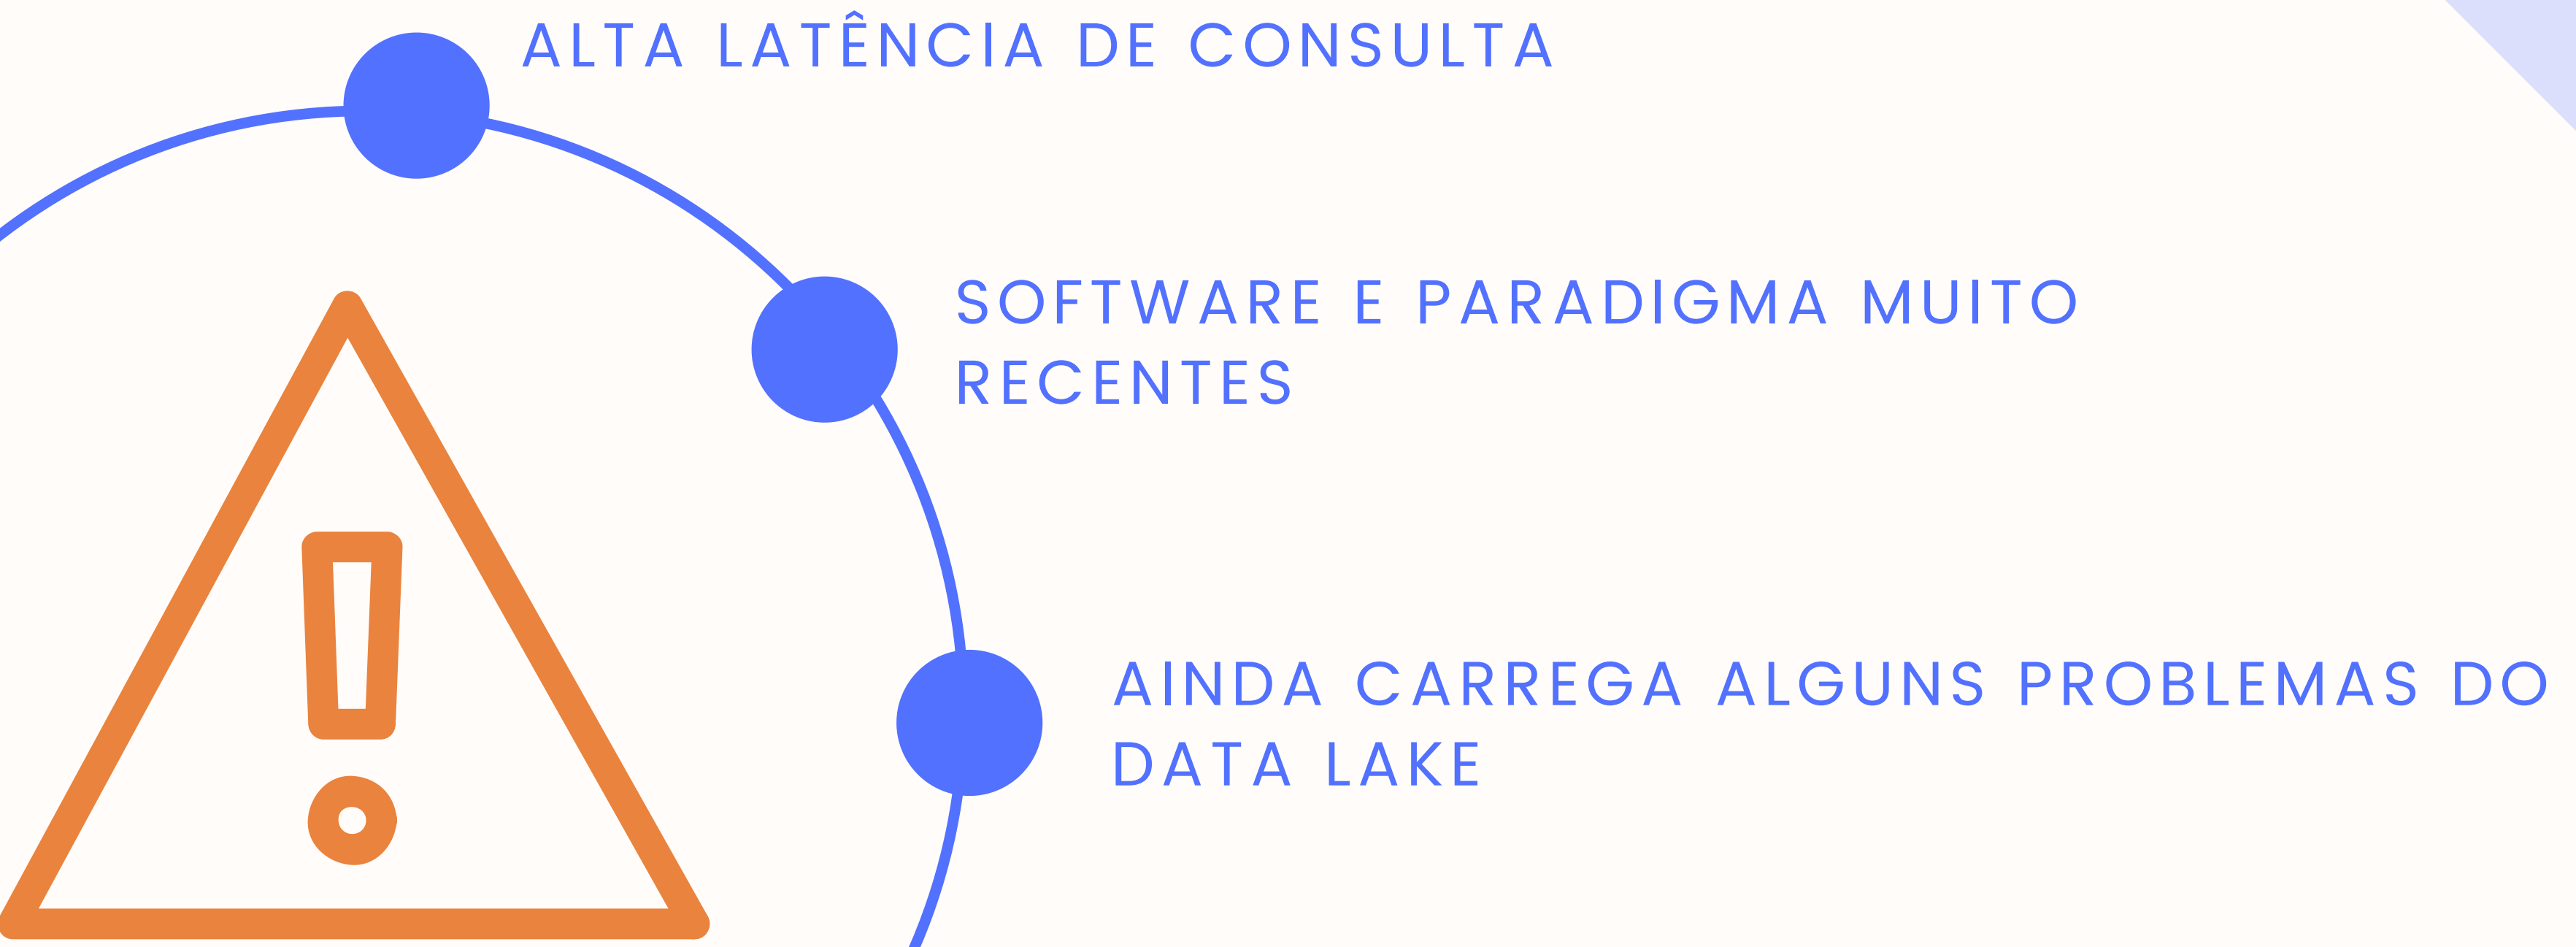 ALTA LATÊNCIA DE CONSULTA
SOFTWARE E PARADIGMA MUITO
RECENTES
AINDA CARREGA ALGUNS PROBLEMAS DO
DATA LAKE